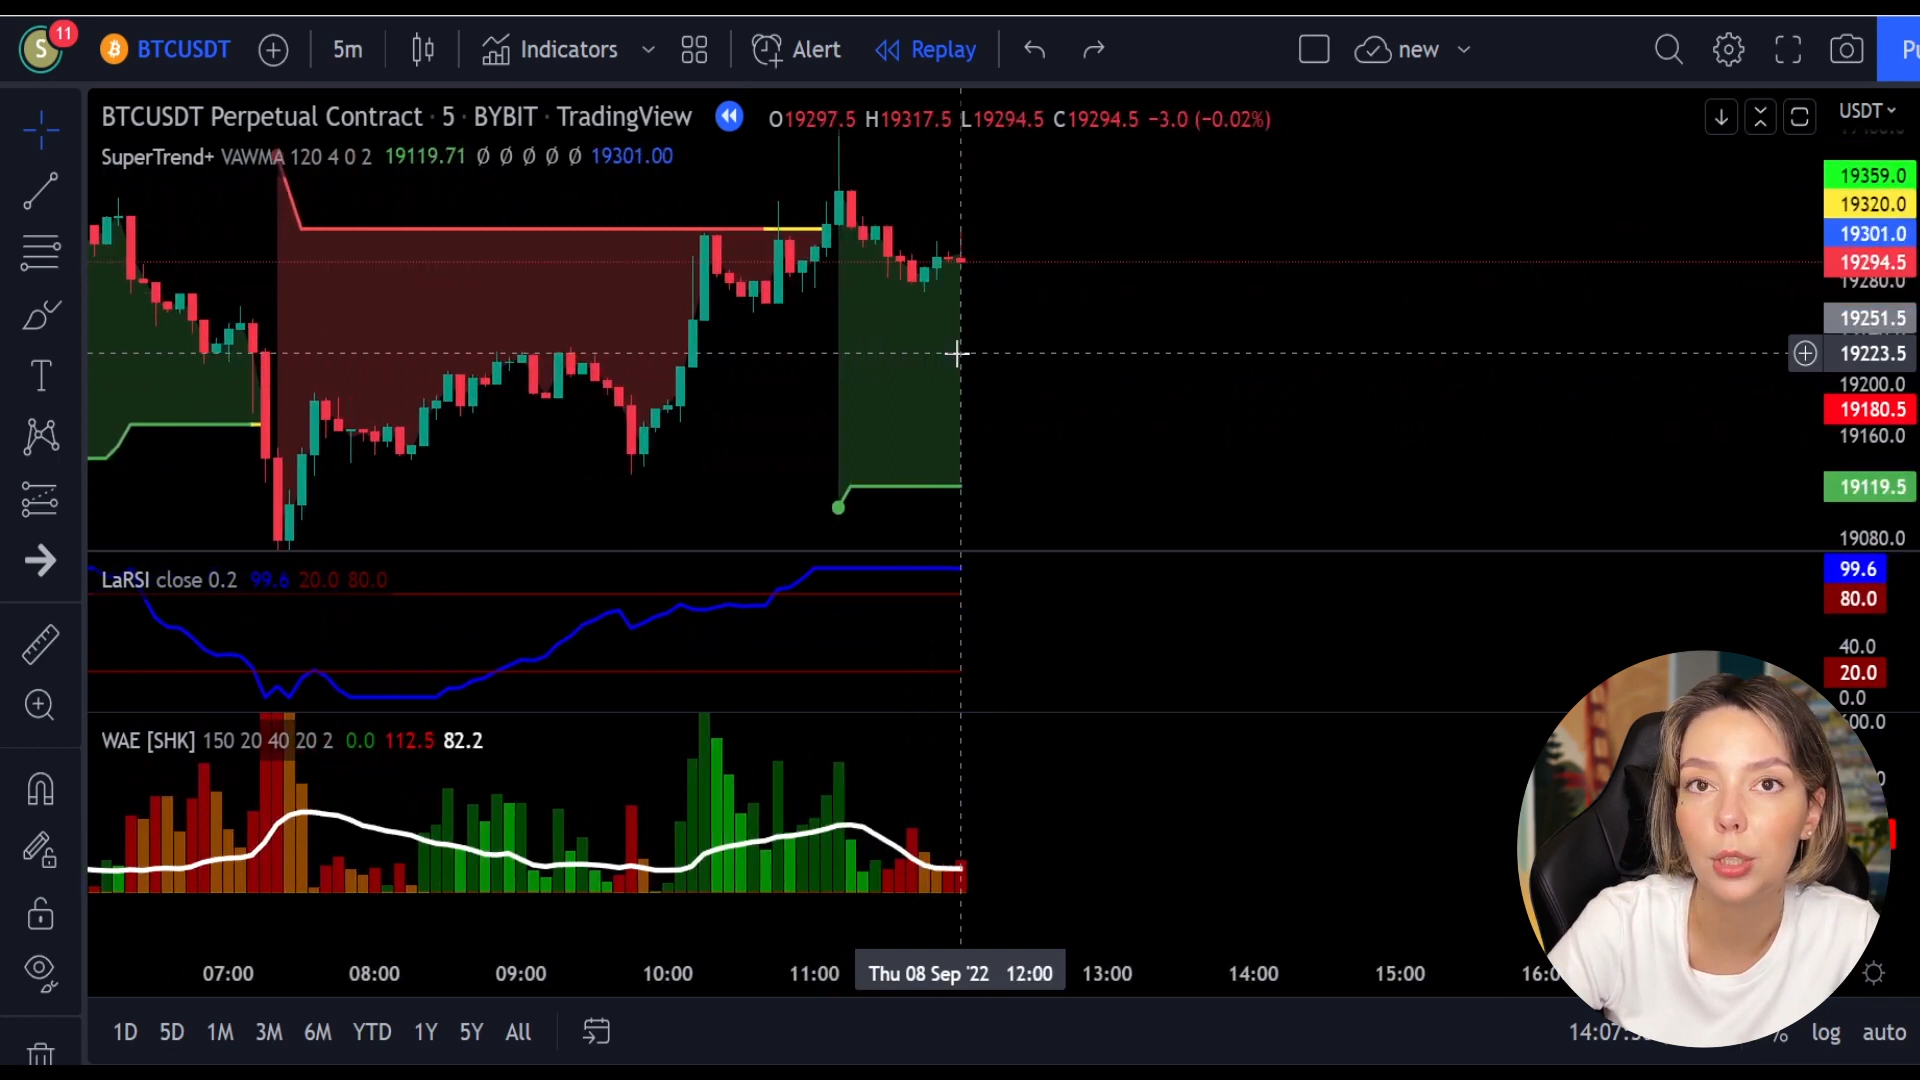 S 11 BTCUSDT 5m Indicators Alert Replay new Pu
BTCUSDT Perpetual Contract · 5 · BYBIT · TradingView O19297.5 H19317.5 L19294.5 C19294.5 −3.0 (−0.02%) USDT
SuperTrend+ VAWMA 120 4 0 2 19119.71 Ø Ø Ø Ø Ø 19301.00
19359.0
19320.0
19301.0
19294.5
19280.0
19251.5
19223.5
19200.0
19180.5
19160.0
19119.5
19080.0
LaRSI close 0.2 99.6 20.0 80.0
99.6
80.0
40.0
20.0
0.0
WAE [SHK] 150 20 40 20 2 0.0 112.5 82.2
07:00 08:00 09:00 10:00 11:00 Thu 08 Sep '22 12:00 13:00 14:00 15:00
1D 5D 1M 3M 6M YTD 1Y 5Y All % log auto